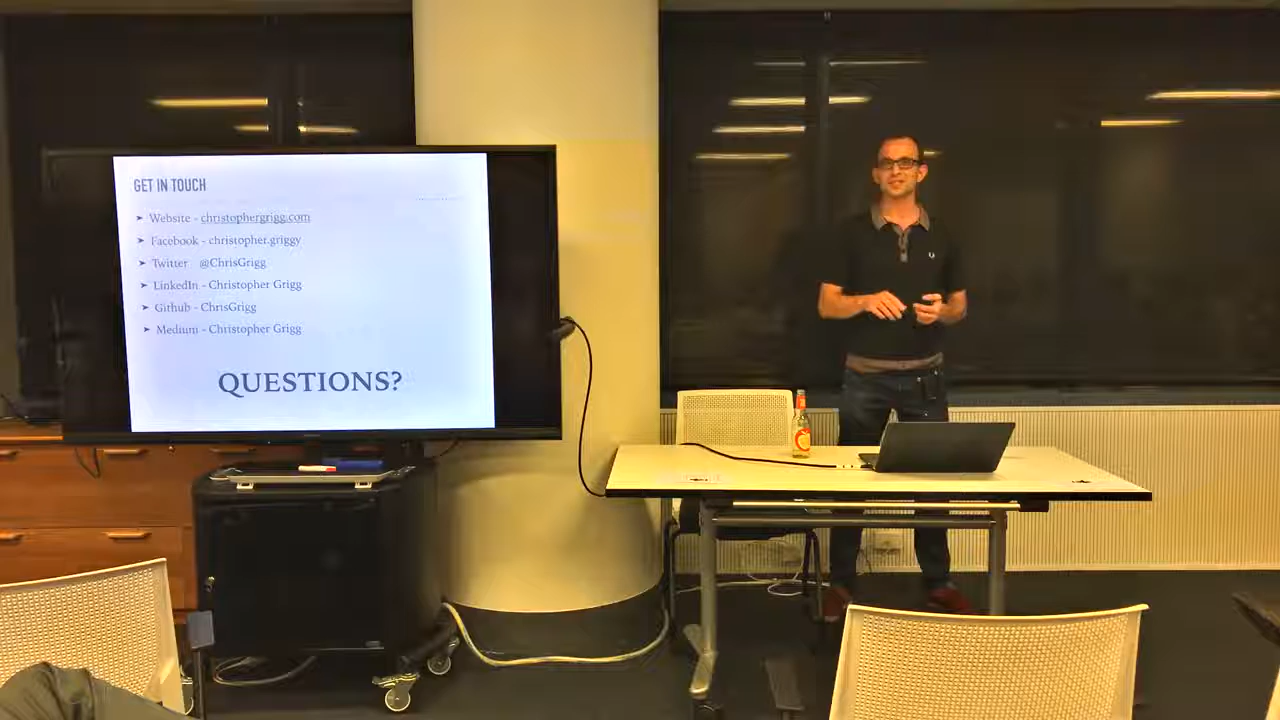 GET IN TOUCH
➤ Website - christophergrigg.com
➤ Facebook - christopher.griggy
➤ Twitter @ChrisGrigg
➤ LinkedIn - Christopher Grigg
➤ Github - ChrisGrigg
➤ Medium - Christopher Grigg
QUESTIONS?